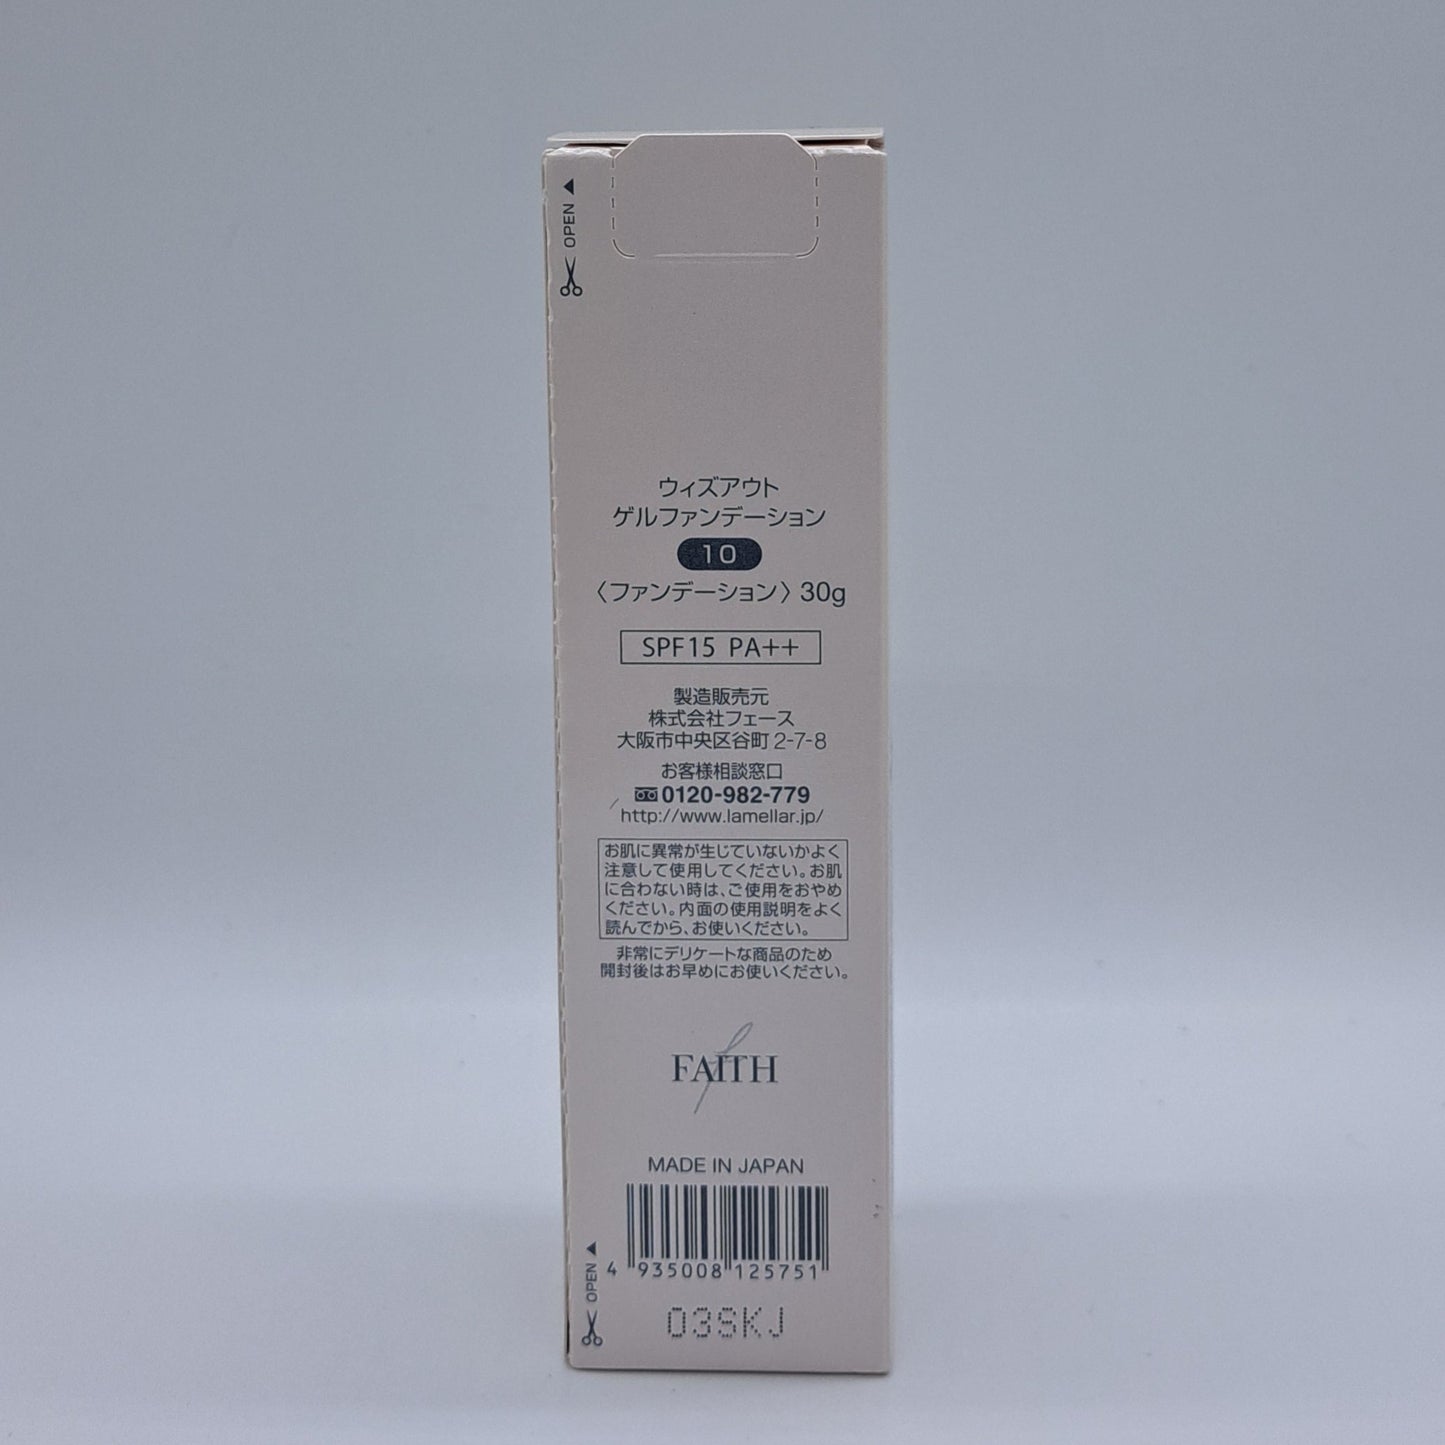 OPEN
ウィズアウト
ゲルファンデーション
10
〈ファンデーション〉30g
SPF15 PA++
製造販売元
株式会社フェース
大阪市中央区谷町2-7-8
お客様相談窓口
0120-982-779
http://www.lamellar.jp/
お肌に異常が生じていないかよく
注意して使用してください。お肌
に合わない時は、ご使用をおやめ
ください。内面の使用説明をよく
読んでから、お使いください。
非常にデリケートな商品のため
開封後はお早めにお使いください。
FAITH
MADE IN JAPAN
4 935008 125751
OPEN
03SKJ